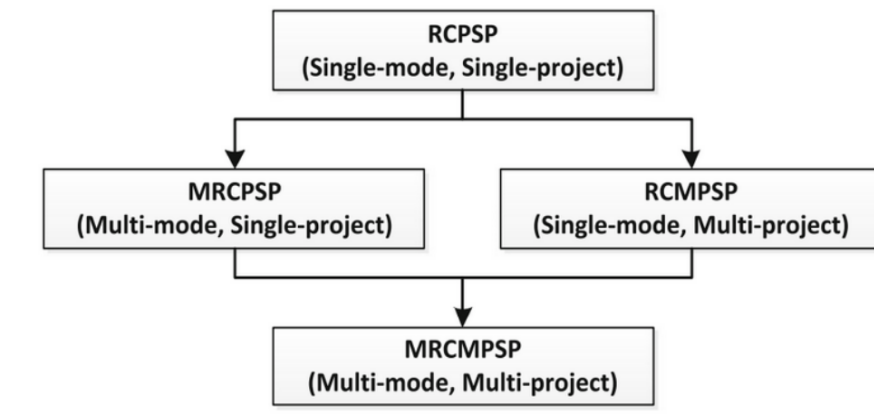 RCPSP
(Single-mode, Single-project)
MRCPSP
(Multi-mode, Single-project)
RCMPSP
(Single-mode, Multi-project)
MRCMPSP
(Multi-mode, Multi-project)